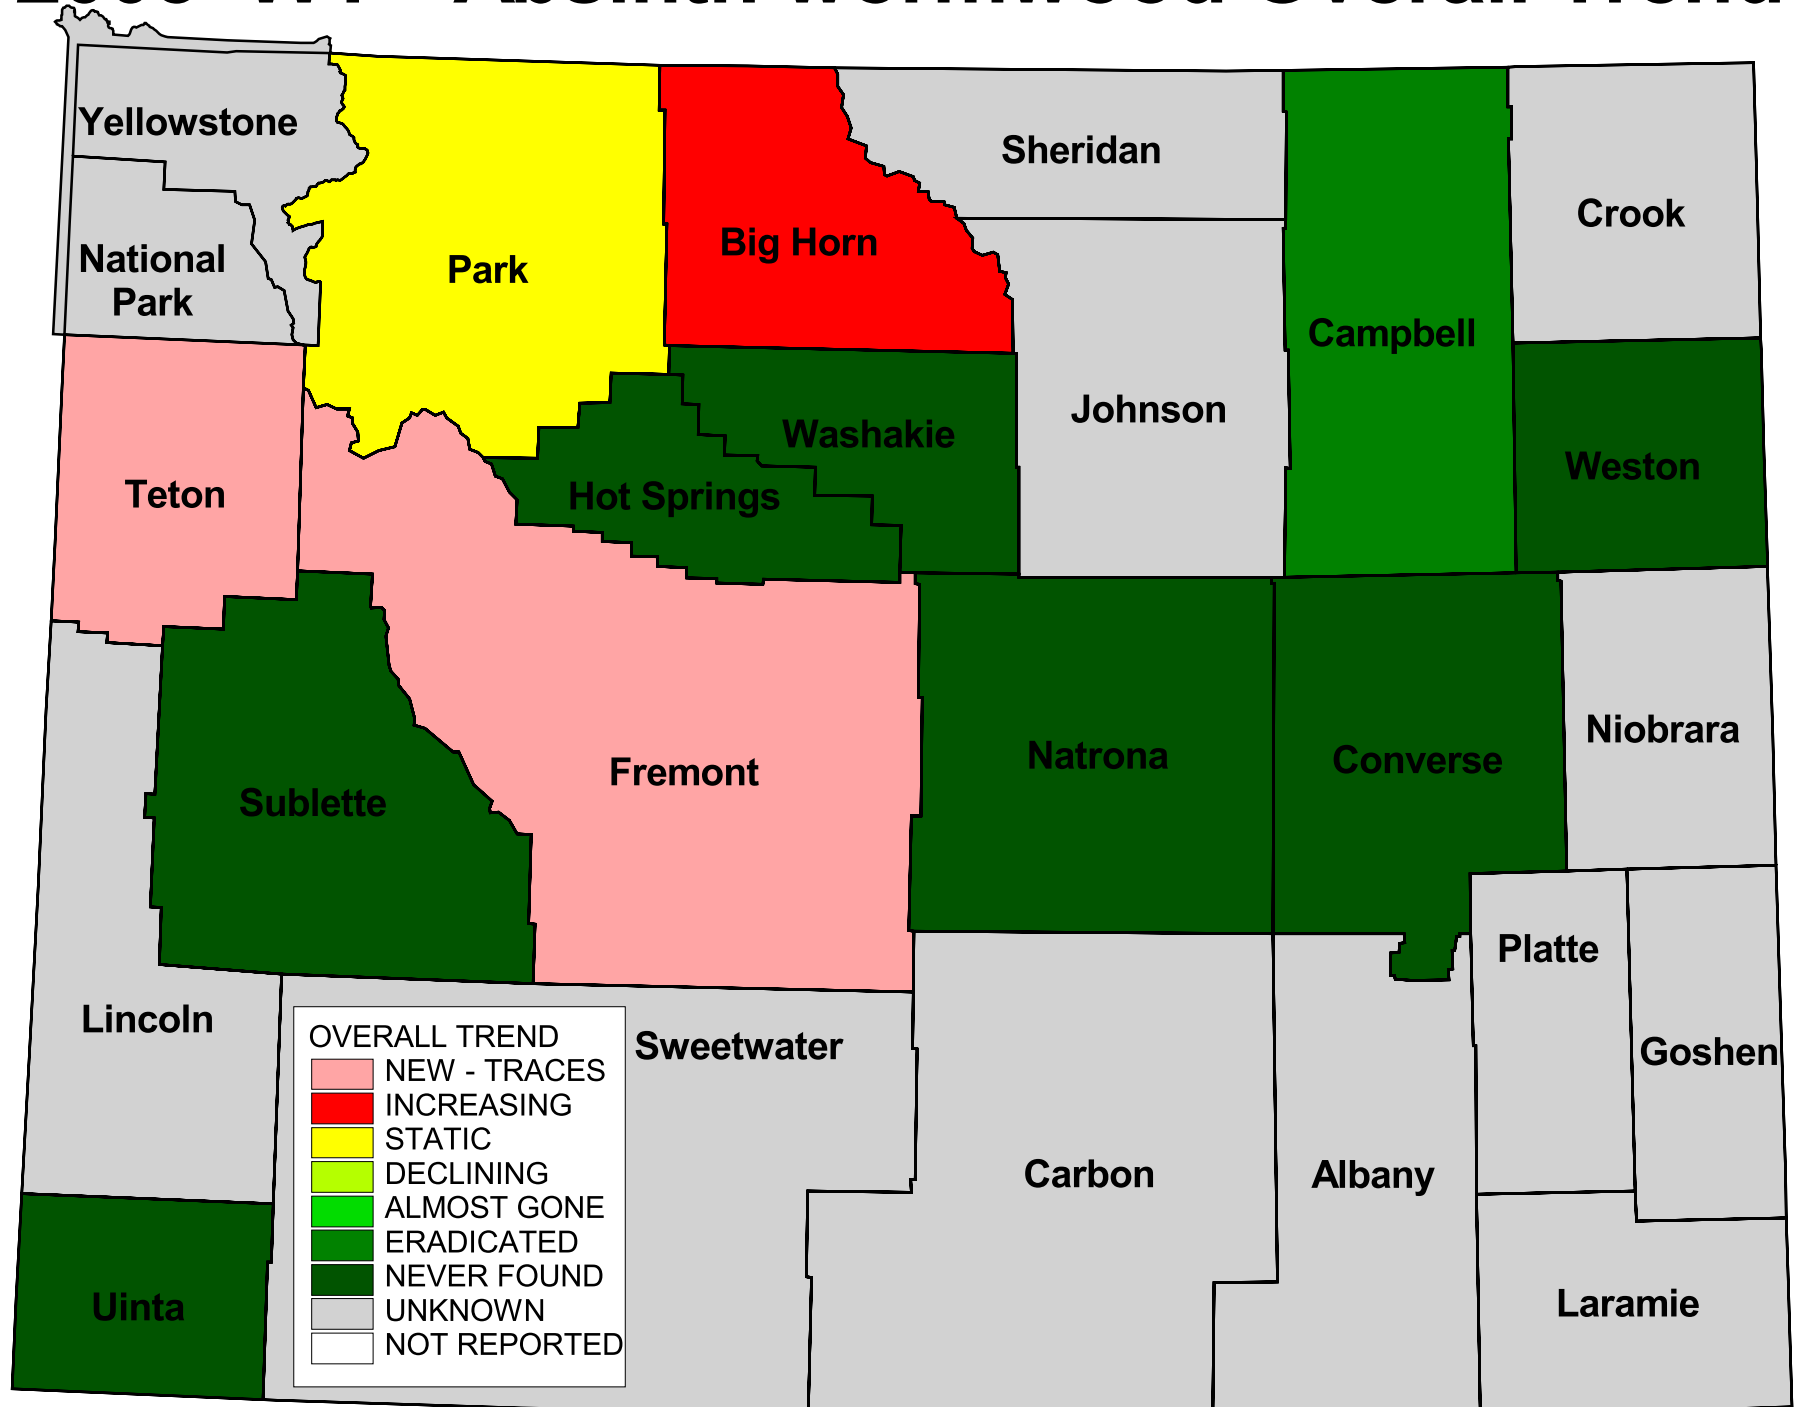 Yellowstone
National
Park
Park
Big Horn
Sheridan
Campbell
Crook
Teton
Hot Springs
Washakie
Johnson
Weston
Sublette
Fremont
Natrona
Converse
Niobrara
Lincoln
Sweetwater
Carbon
Albany
Platte
Goshen
Uinta
Laramie
OVERALL TREND
NEW - TRACES
INCREASING
STATIC
DECLINING
ALMOST GONE
ERADICATED
NEVER FOUND
UNKNOWN
NOT REPORTED